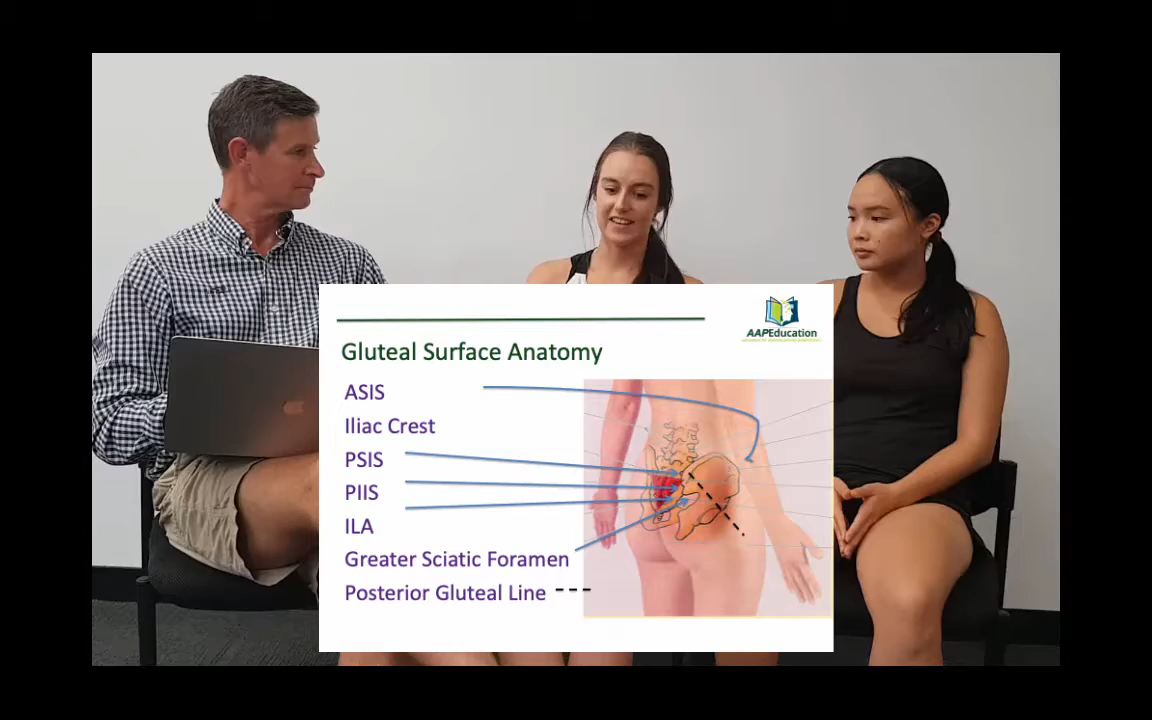 AAPEducation
Gluteal Surface Anatomy
ASIS
Iliac Crest
PSIS
PIIS
ILA
Greater Sciatic Foramen
Posterior Gluteal Line